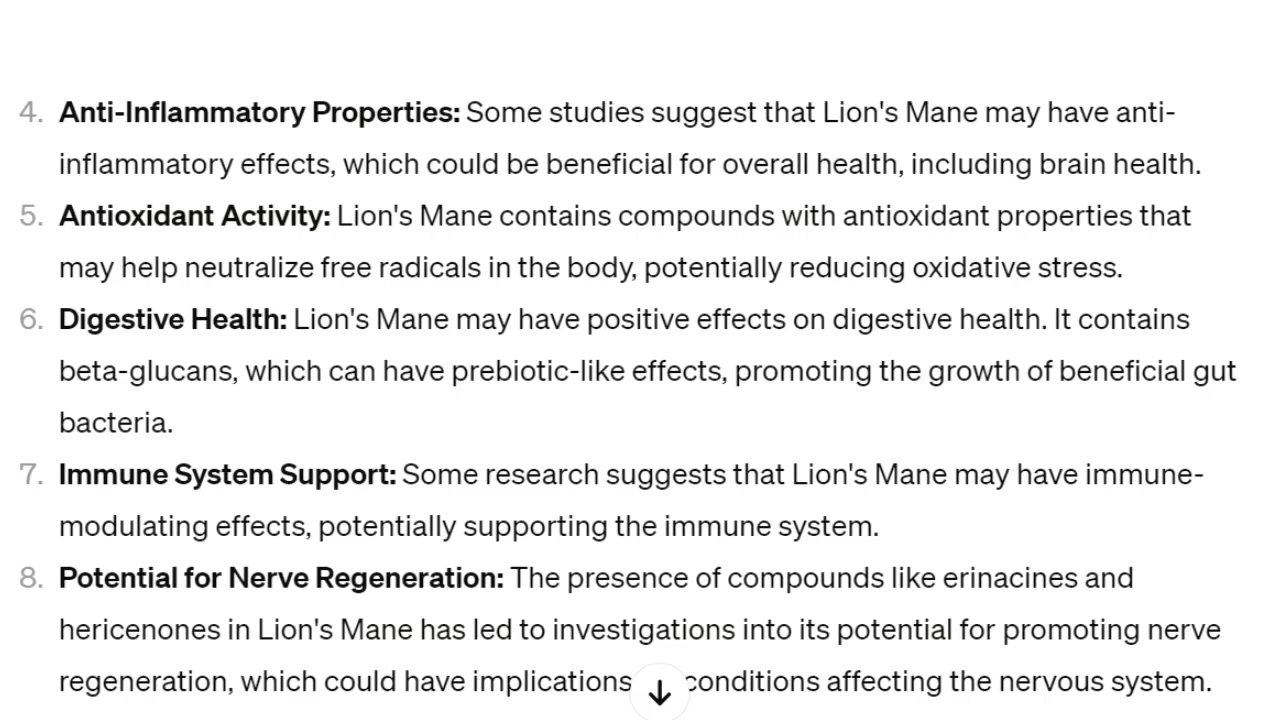 4. Anti-Inflammatory Properties: Some studies suggest that Lion's Mane may have anti-
inflammatory effects, which could be beneficial for overall health, including brain health.
5. Antioxidant Activity: Lion's Mane contains compounds with antioxidant properties that
may help neutralize free radicals in the body, potentially reducing oxidative stress.
6. Digestive Health: Lion's Mane may have positive effects on digestive health. It contains
beta-glucans, which can have prebiotic-like effects, promoting the growth of beneficial gut
bacteria.
7. Immune System Support: Some research suggests that Lion's Mane may have immune-
modulating effects, potentially supporting the immune system.
8. Potential for Nerve Regeneration: The presence of compounds like erinacines and
hericenones in Lion's Mane has led to investigations into its potential for promoting nerve
regeneration, which could have implications conditions affecting the nervous system.